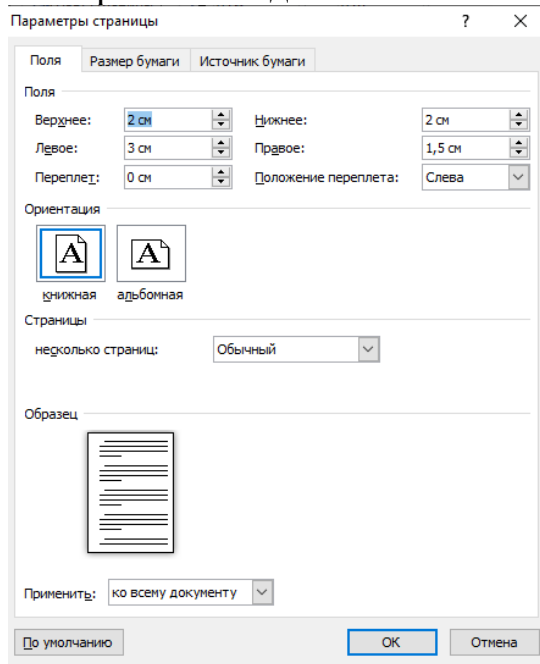 Параметры страницы ? ×
Поля Размер бумаги Источник бумаги
Поля
Верхнее: 2 см Нижнее: 2 см
Левое: 3 см Правое: 1,5 см
Переплет: 0 см Положение переплета: Слева
Ориентация
A A
книжная альбомная
Страницы
несколько страниц: Обычный
Образец
Применить: ко всему документу
По умолчанию ОК Отмена